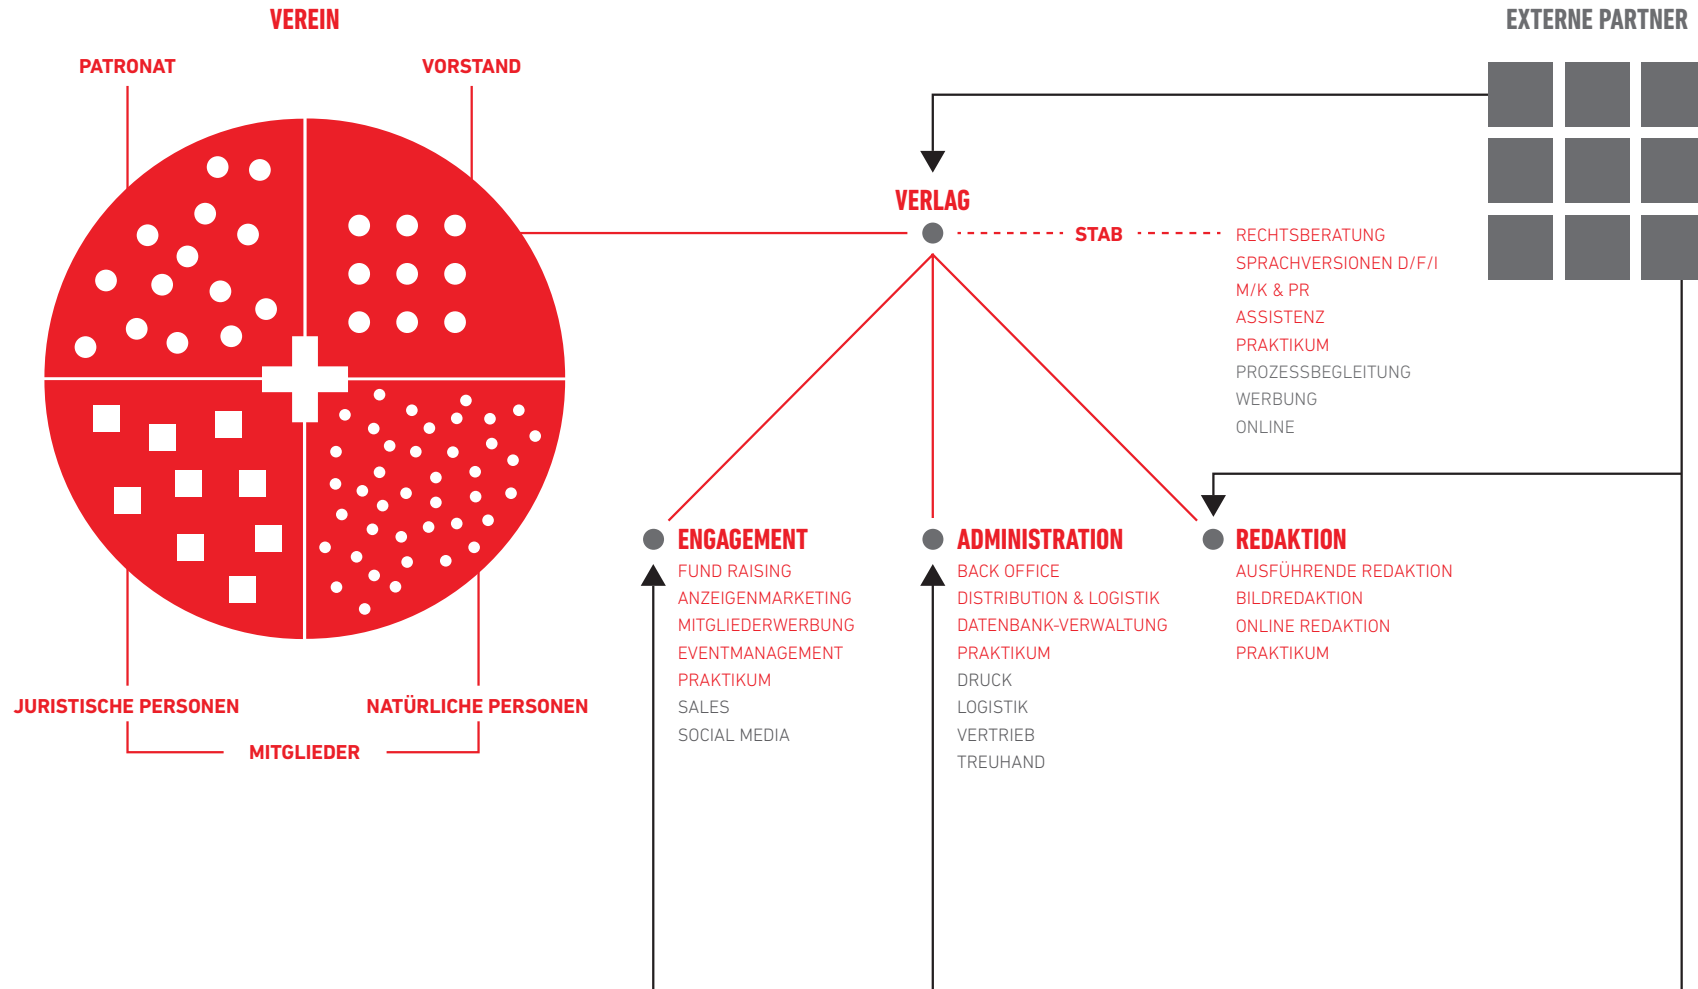 VEREIN
EXTERNE PARTNER
PATRONAT
VORSTAND
VERLAG
STAB
RECHTSBERATUNG
SPRACHVERSIONEN D/F/I
M/K & PR
ASSISTENZ
PRAKTIKUM
PROZESSBEGLEITUNG
WERBUNG
ONLINE
ENGAGEMENT
FUND RAISING
ANZEIGENMARKETING
MITGLIEDERWERBUNG
EVENTMANAGEMENT
PRAKTIKUM
SALES
SOCIAL MEDIA
ADMINISTRATION
BACK OFFICE
DISTRIBUTION & LOGISTIK
DATENBANK-VERWALTUNG
PRAKTIKUM
DRUCK
LOGISTIK
VERTRIEB
TREUHAND
REDAKTION
AUSFÜHRENDE REDAKTION
BILDREDAKTION
ONLINE REDAKTION
PRAKTIKUM
JURISTISCHE PERSONEN
NATÜRLICHE PERSONEN
MITGLIEDER